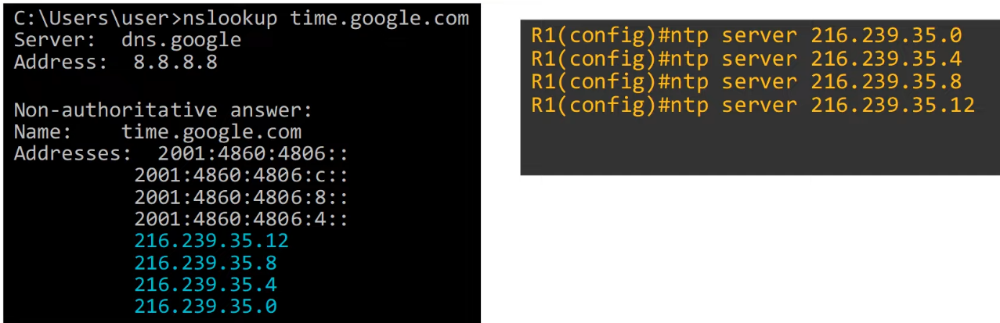 C:\Users\user>nslookup time.google.com
Server:  dns.google
Address:  8.8.8.8
Non-authoritative answer:
Name:    time.google.com
Addresses:  2001:4860:4806::
2001:4860:4806:c::
2001:4860:4806:8::
2001:4860:4806:4::
216.239.35.12
216.239.35.8
216.239.35.4
216.239.35.0
R1(config)#ntp server 216.239.35.0
R1(config)#ntp server 216.239.35.4
R1(config)#ntp server 216.239.35.8
R1(config)#ntp server 216.239.35.12